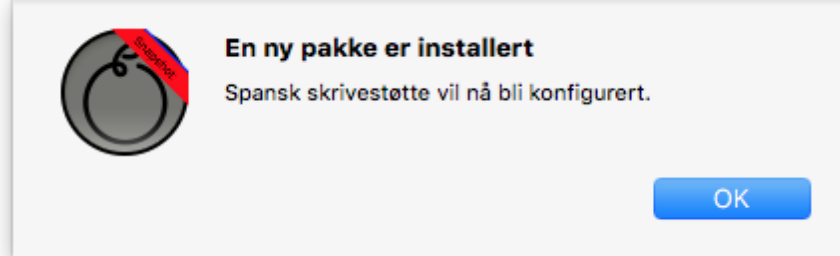 Snapshot
En ny pakke er installert
Spansk skrivestøtte vil nå bli konfigurert.
OK